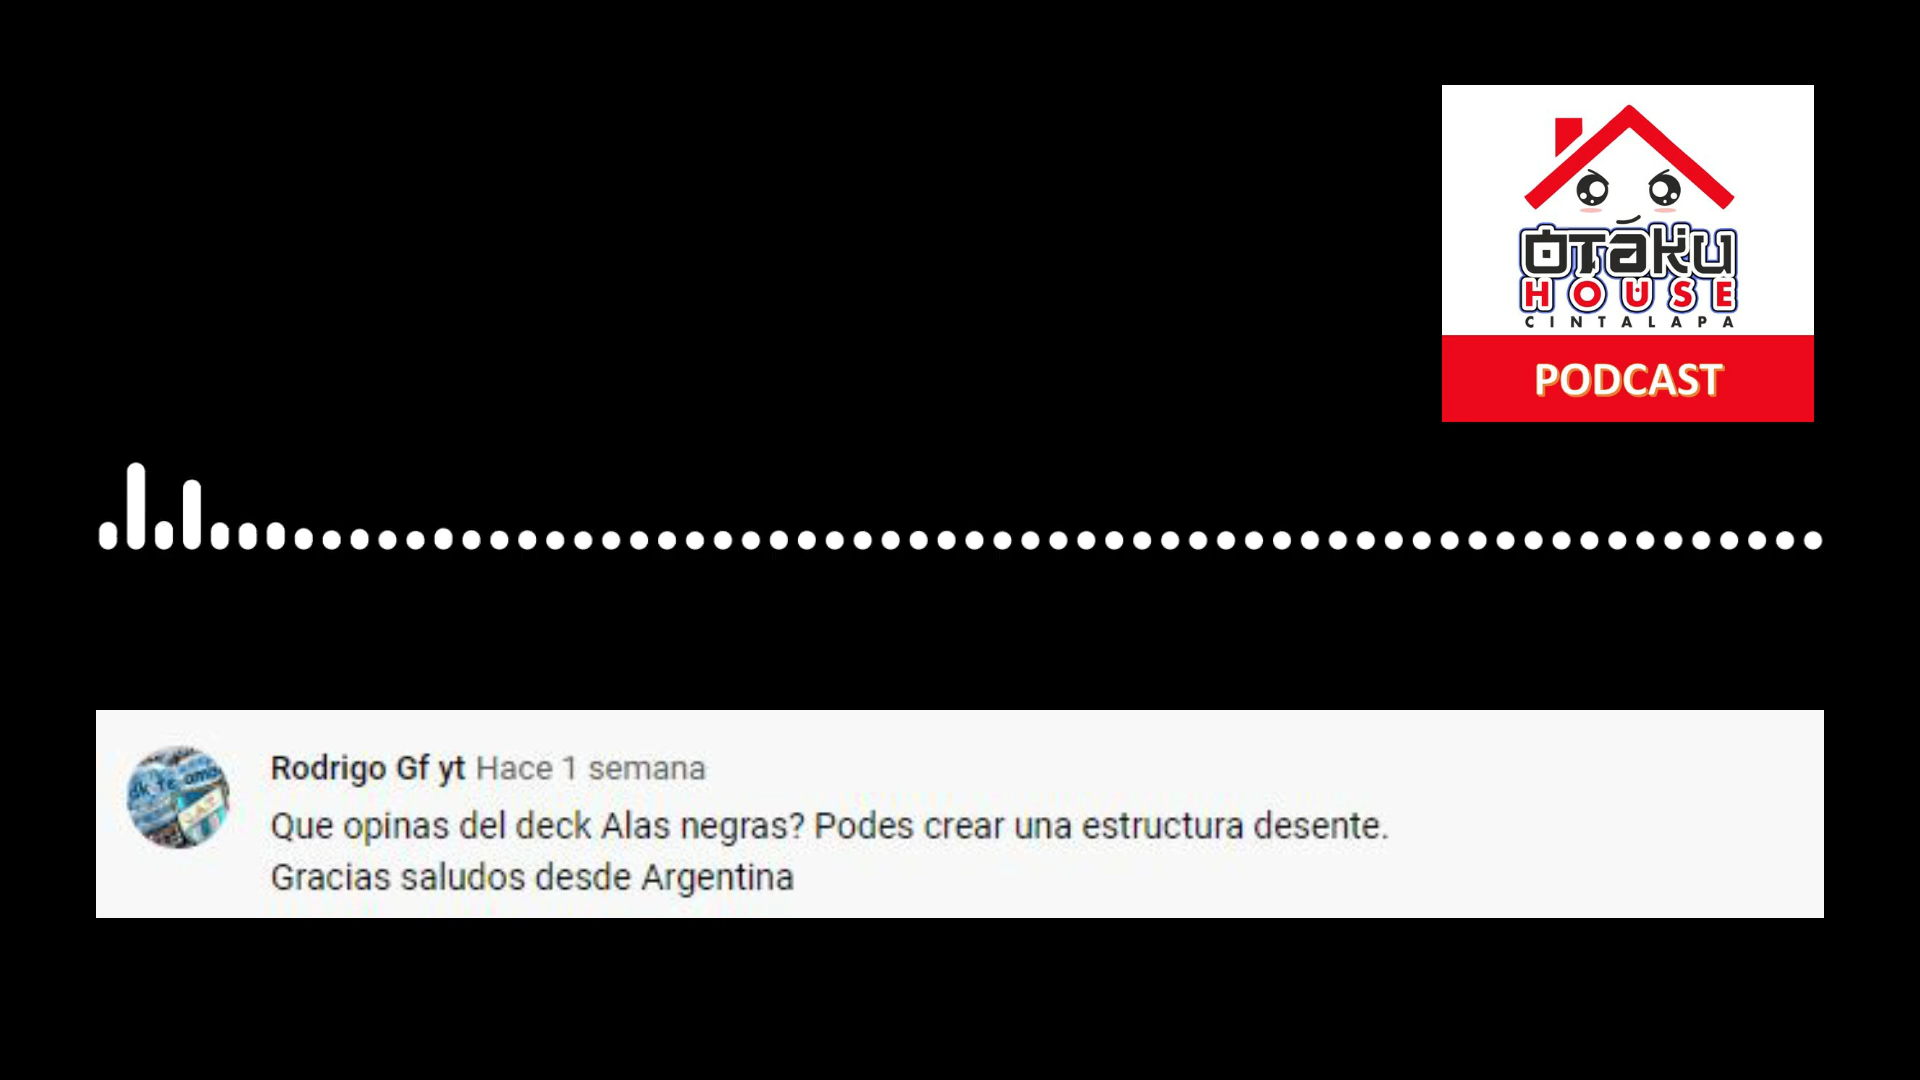 OTaKU
HOUSE
CINTALAPA
PODCAST
Rodrigo Gf yt Hace 1 semana
Que opinas del deck Alas negras? Podes crear una estructura desente.
Gracias saludos desde Argentina